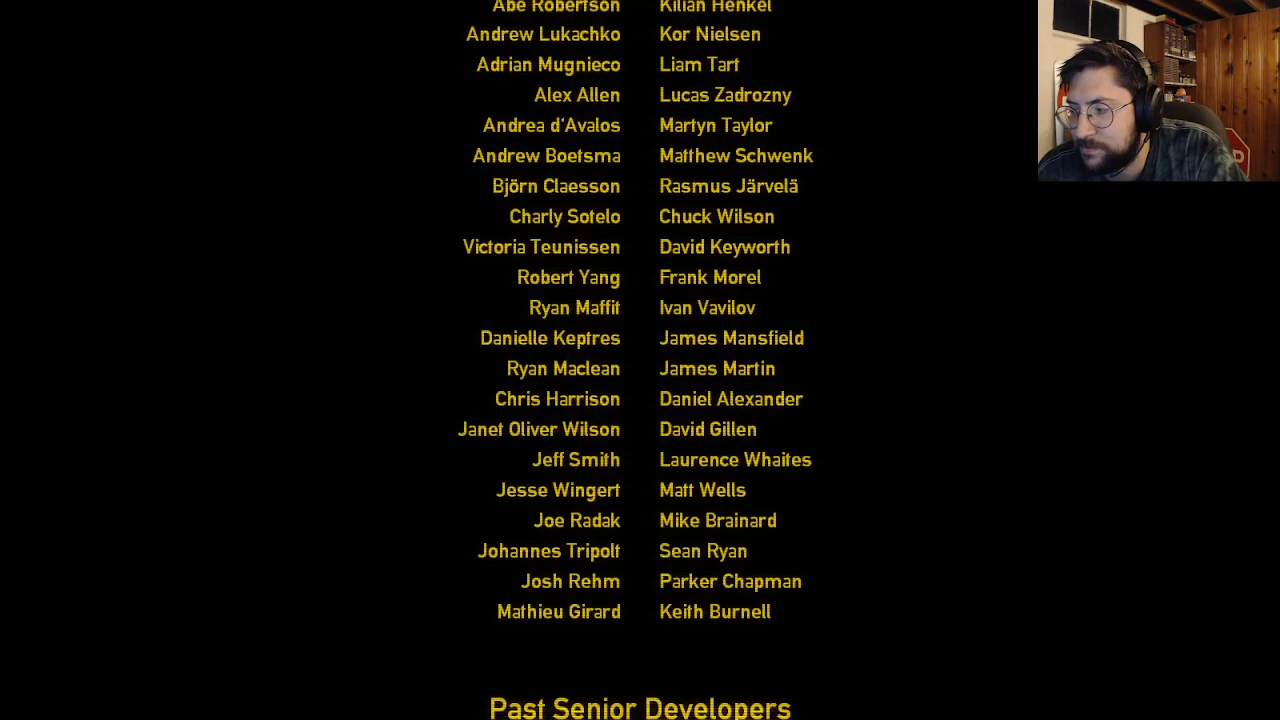 Abe Robertson Kilian Henkel
Andrew Lukachko Kor Nielsen
Adrian Mugnieco Liam Tart
Alex Allen Lucas Zadrozny
Andrea d'Avalos Martyn Taylor
Andrew Boetsma Matthew Schwenk
Björn Claesson Rasmus Järvelä
Charly Sotelo Chuck Wilson
Victoria Teunissen David Keyworth
Robert Yang Frank Morel
Ryan Maffit Ivan Vavilov
Danielle Keptres James Mansfield
Ryan Maclean James Martin
Chris Harrison Daniel Alexander
Janet Oliver Wilson David Gillen
Jeff Smith Laurence Whaites
Jesse Wingert Matt Wells
Joe Radak Mike Brainard
Johannes Tripolt Sean Ryan
Josh Rehm Parker Chapman
Mathieu Girard Keith Burnell
Past Senior Developers